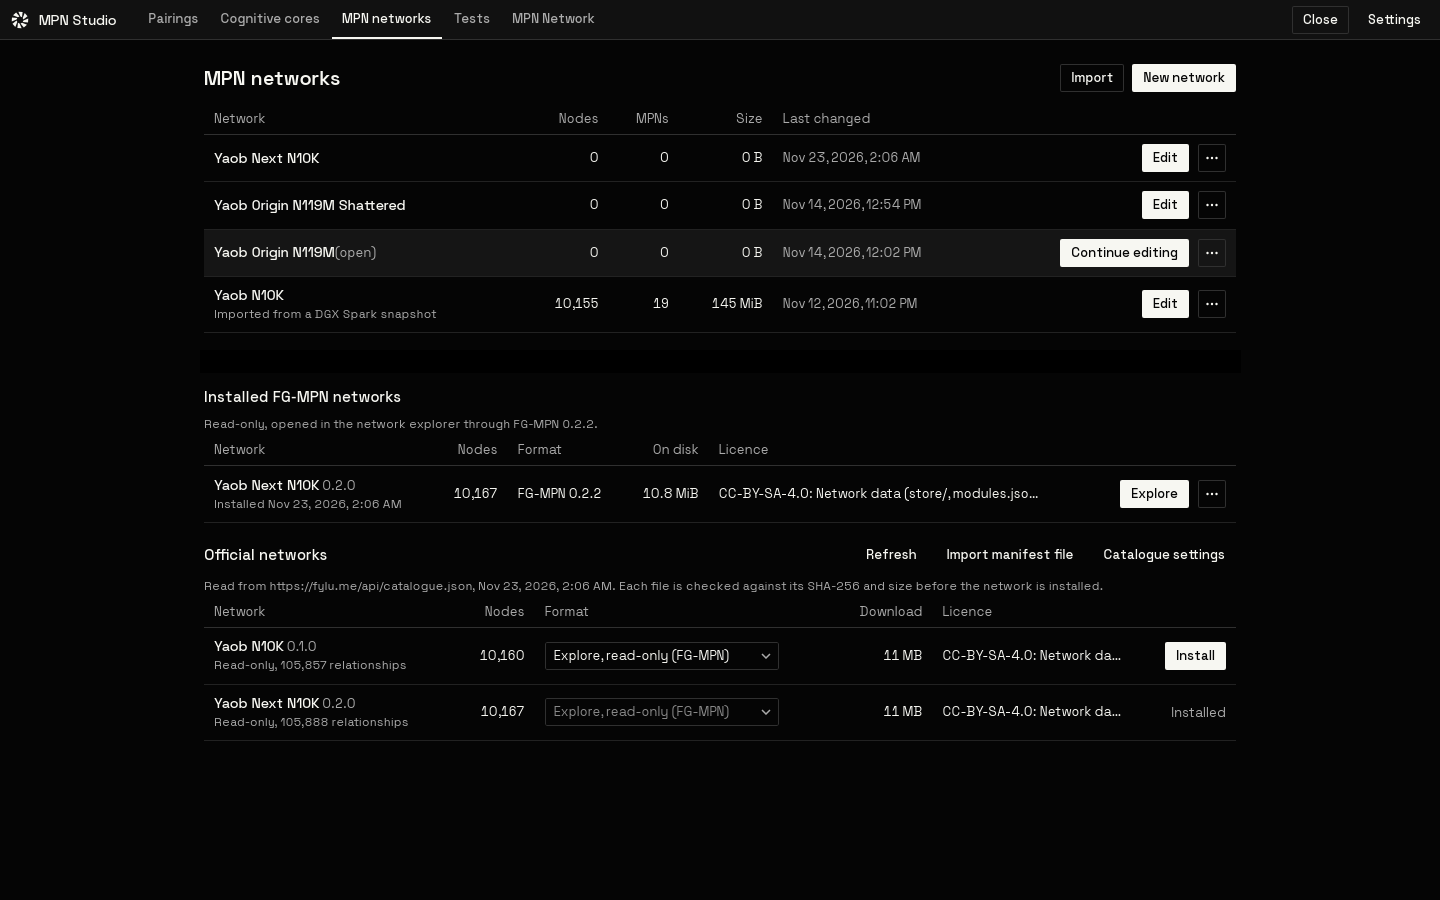 MPN Studio Pairings Cognitive cores MPN networks Tests MPN Network Close Settings
MPN networks Import New network
Network Nodes MPNs Size Last changed
Yaob Next N10K 0 0 0 B Nov 23, 2026, 2:06 AM Edit ...
Yaob Origin N119M Shattered 0 0 0 B Nov 14, 2026, 12:54 PM Edit ...
Yaob Origin N119M(open) 0 0 0 B Nov 14, 2026, 12:02 PM Continue editing ...
Yaob N10K 10,155 19 145 MiB Nov 12, 2026, 11:02 PM Edit ...
Imported from a DGX Spark snapshot
Installed FG-MPN networks
Read-only, opened in the network explorer through FG-MPN 0.2.2.
Network Nodes Format On disk Licence
Yaob Next N10K 0.2.0 10,167 FG-MPN 0.2.2 10.8 MiB CC-BY-SA-4.0: Network data (store/, modules.jso... Explore ...
Installed Nov 23, 2026, 2:06 AM
Official networks Refresh Import manifest file Catalogue settings
Read from https://fylu.me/api/catalogue.json, Nov 23, 2026, 2:06 AM. Each file is checked against its SHA-256 and size before the network is installed.
Network Nodes Format Download Licence
Yaob N10K 0.1.0 10,160 Explore, read-only (FG-MPN) 11 MB CC-BY-SA-4.0: Network da... Install
Read-only, 105,857 relationships
Yaob Next N10K 0.2.0 10,167 Explore, read-only (FG-MPN) 11 MB CC-BY-SA-4.0: Network da... Installed
Read-only, 105,888 relationships